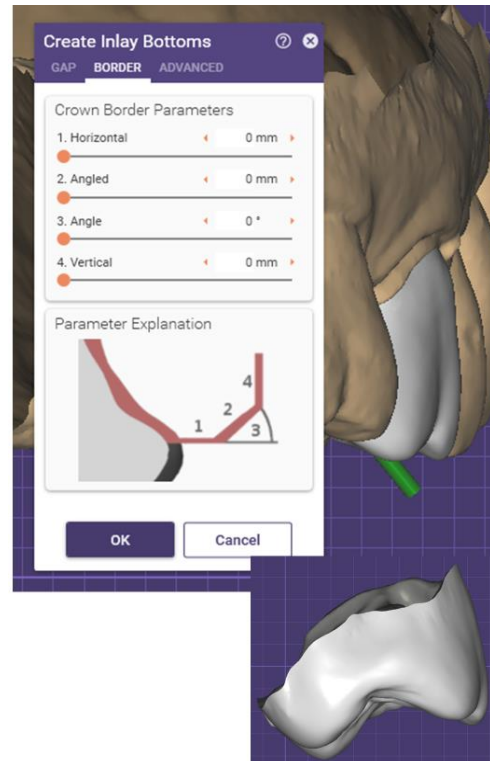 Create Inlay Bottoms
GAP BORDER ADVANCED
Crown Border Parameters
1. Horizontal 0 mm
2. Angled 0 mm
3. Angle 0 °
4. Vertical 0 mm
Parameter Explanation
4
2
1 3
OK Cancel